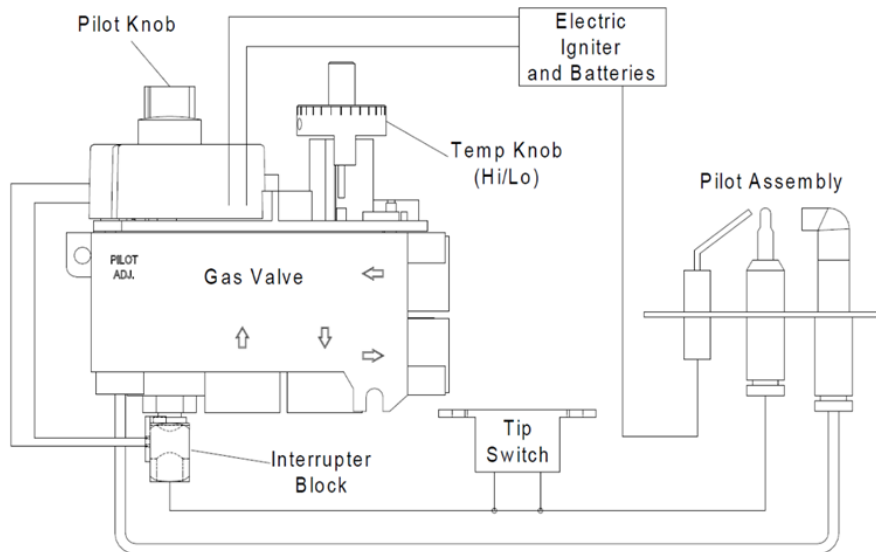 Pilot Knob
Electric
Igniter
and Batteries
Temp Knob
(Hi/Lo)
Pilot Assembly
PILOT
ADJ.
Gas Valve
Tip
Switch
Interrupter
Block